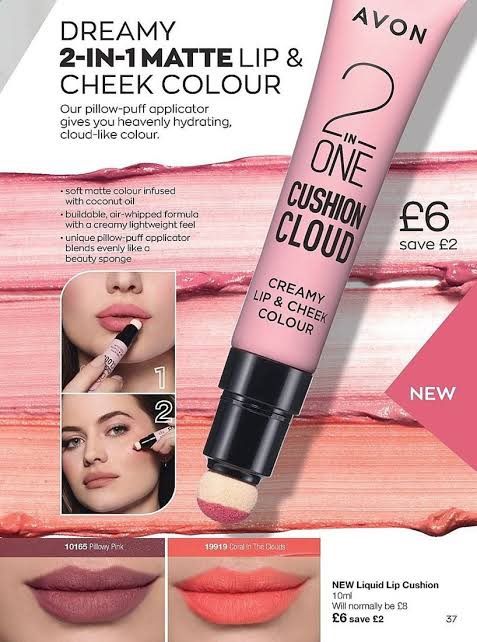 DREAMY
2-IN-1 MATTE LIP &
CHEEK COLOUR
Our pillow-puff applicator
gives you heavenly hydrating,
cloud-like colour.
• soft matte colour infused
with coconut oil
• buildable, air-whipped formula
with a creamy lightweight feel
• unique pillow-puff applicator
blends evenly like a
beauty sponge
AVON
2
IN
ONE
CUSHION
CLOUD
CREAMY
LIP & CHEEK
COLOUR
£6
save £2
NEW
1
2
10165 Pillowy Pink
19919 Coral In The Clouds
NEW Liquid Lip Cushion
10ml
Will normally be £8
£6 save £2
37